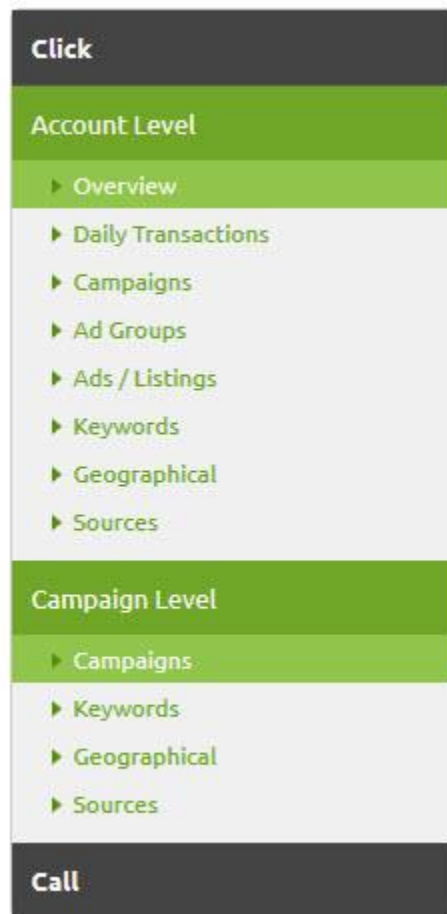 Click
Account Level
Overview
Daily Transactions
Campaigns
Ad Groups
Ads / Listings
Keywords
Geographical
Sources
Campaign Level
Campaigns
Keywords
Geographical
Sources
Call